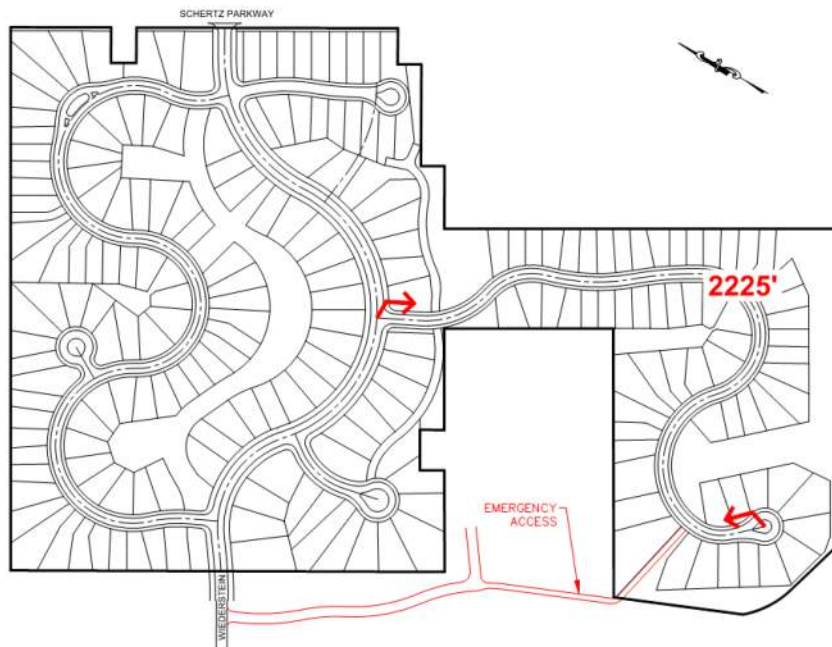 SCHERTZ PARKWAY
2225'
EMERGENCY
ACCESS
WIEDERSTEIN